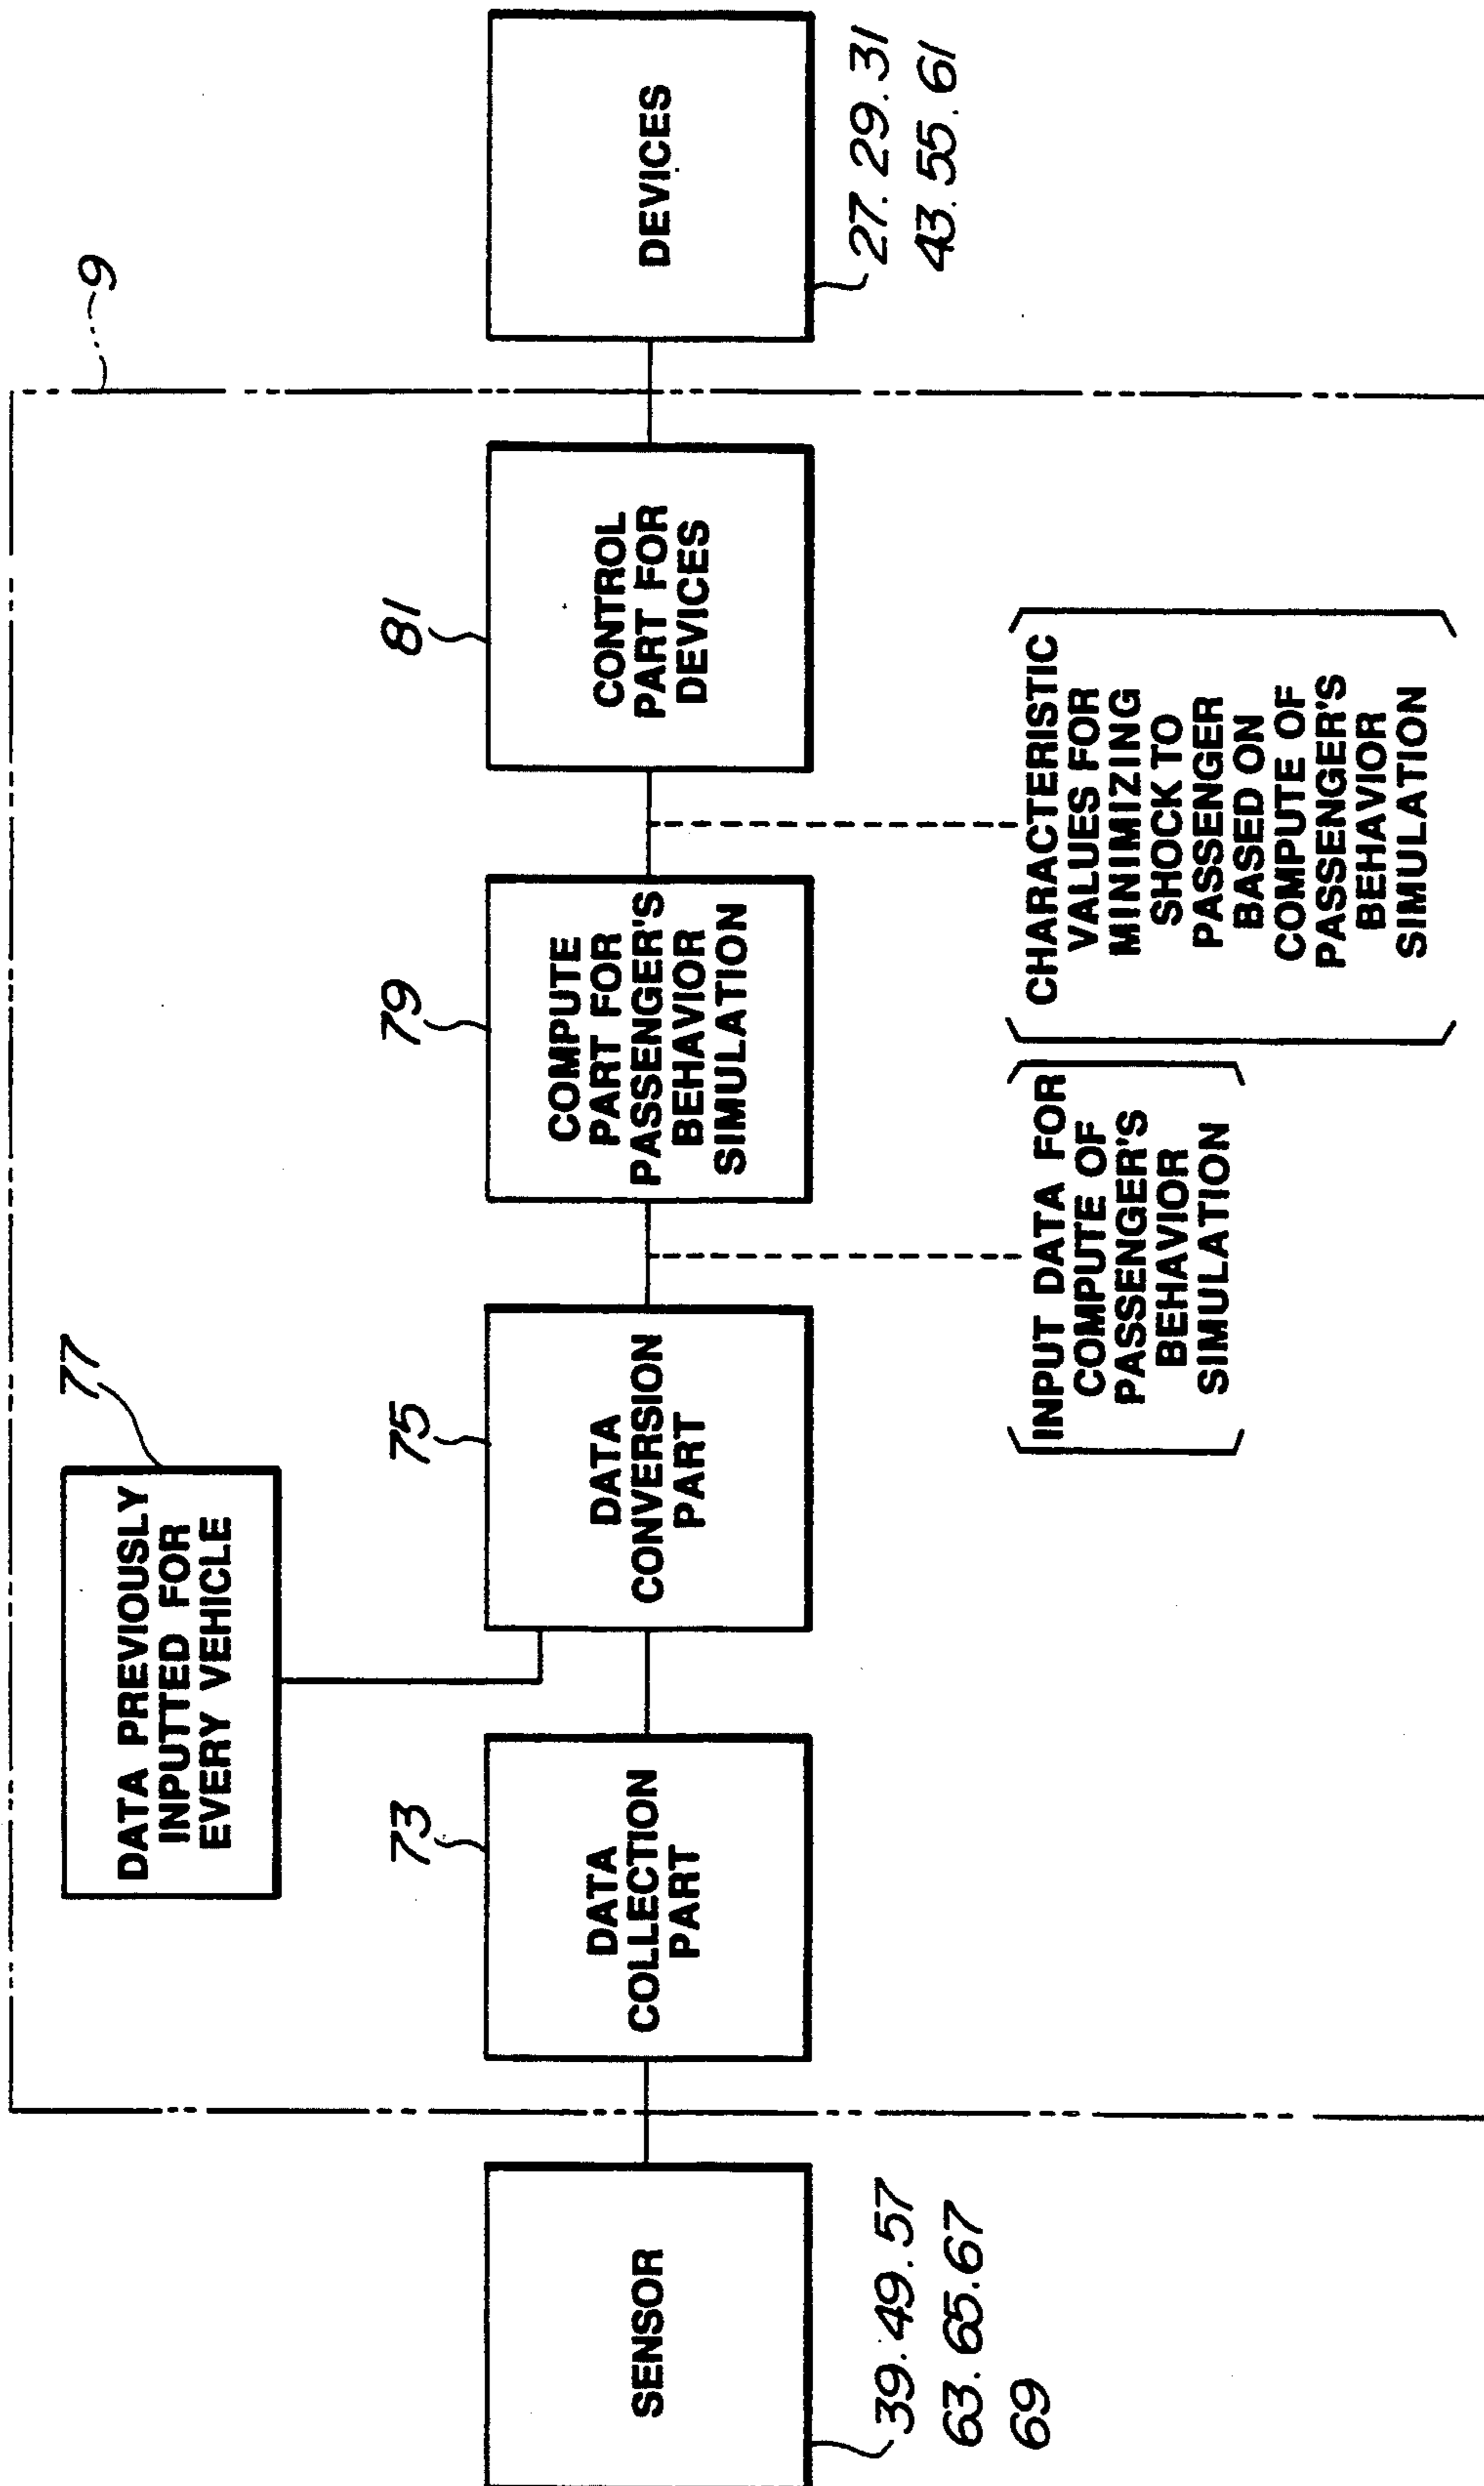 9
77
DATA PREVIOUSLY
INPUTTED FOR
EVERY VEHICLE
73
75
79
81
SENSOR
DATA
COLLECTION
PART
DATA
CONVERSION
PART
COMPUTE
PART FOR
PASSENGER'S
BEHAVIOR
SIMULATION
CONTROL
PART FOR
DEVICES
DEVICES
39.49.57
63.65.67
69
27.29.31
43.55.61
INPUT DATA FOR
COMPUTE OF
PASSENGER'S
BEHAVIOR
SIMULATION
CHARACTERISTIC
VALUES FOR
MINIMIZING
SHOCK TO
PASSENGER
BASED ON
COMPUTE OF
PASSENGER'S
BEHAVIOR
SIMULATION